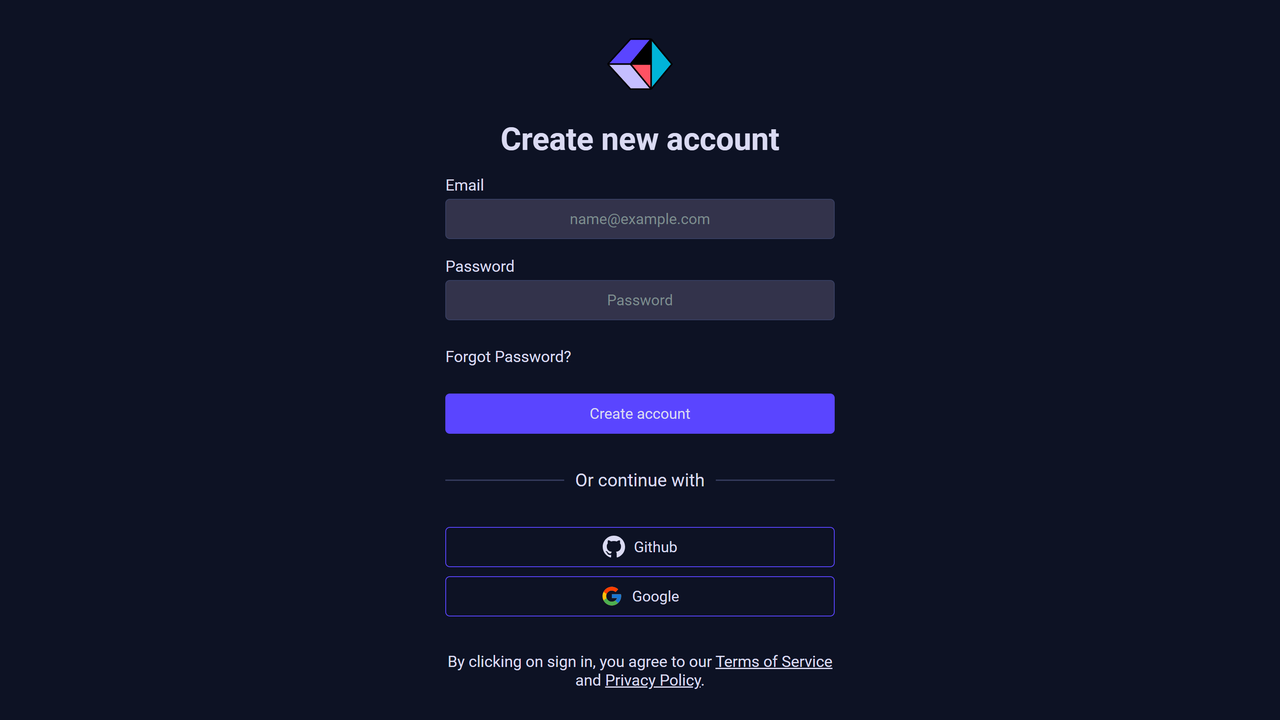 Create new account
Email
name@example.com
Password
Password
Forgot Password?
Create account
Or continue with
Github
Google
By clicking on sign in, you agree to our Terms of Service
and Privacy Policy.